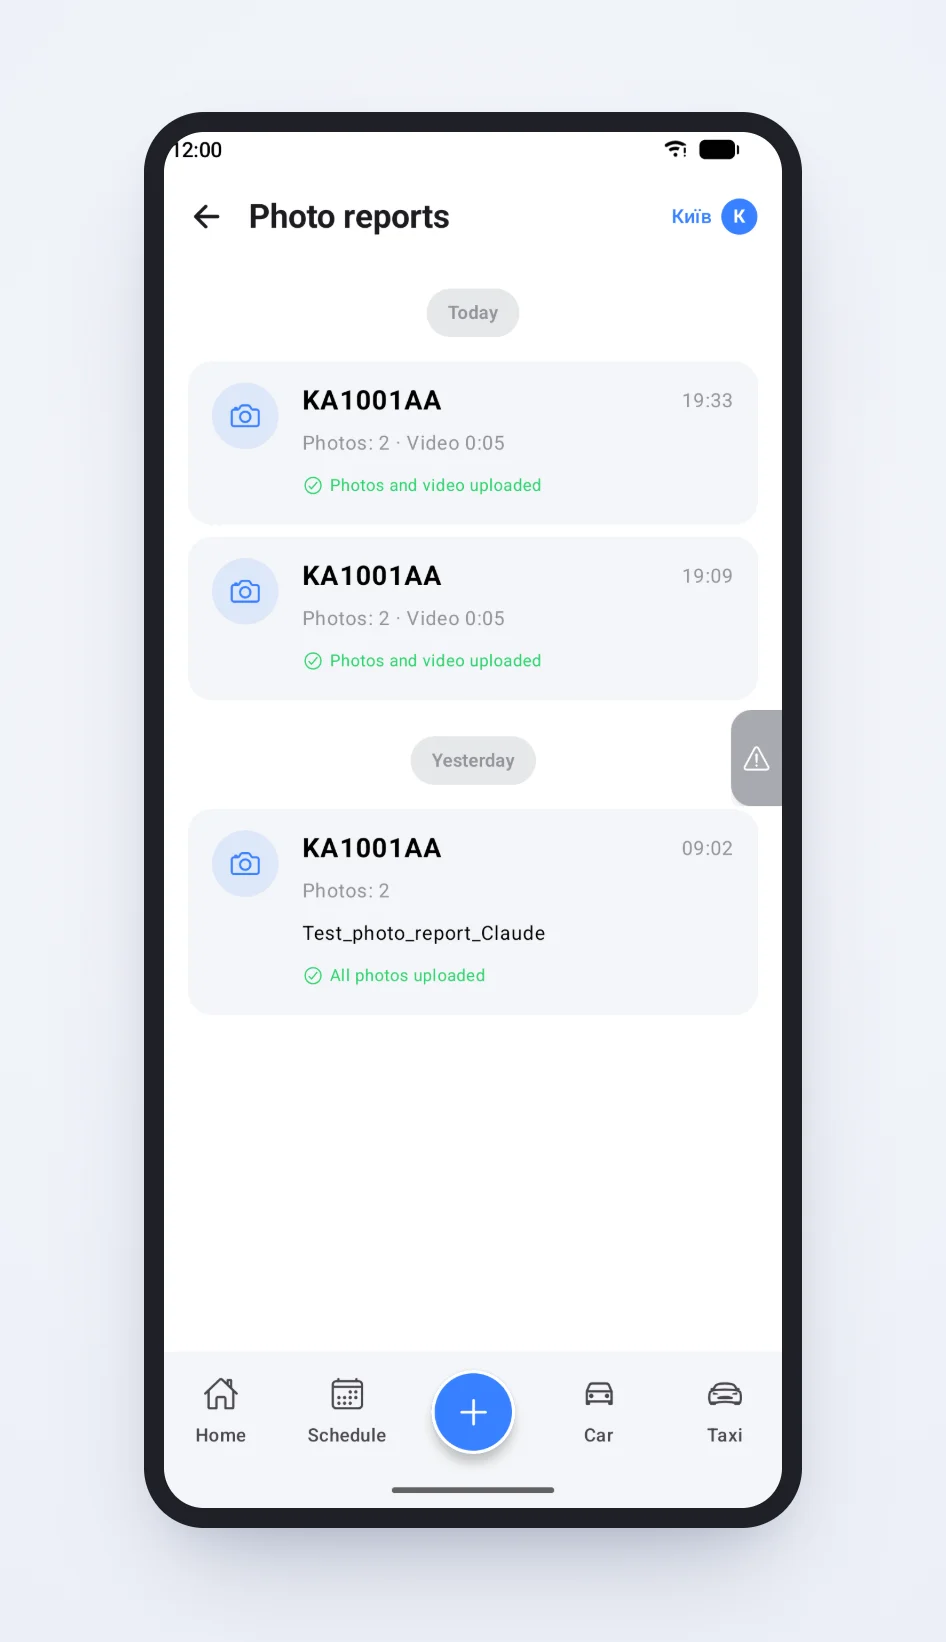 12:00
Photo reports
Київ
K
Today
KA1001AA
19:33
Photos: 2 · Video 0:05
Photos and video uploaded
KA1001AA
19:09
Photos: 2 · Video 0:05
Photos and video uploaded
Yesterday
KA1001AA
09:02
Photos: 2
Test_photo_report_Claude
All photos uploaded
Home
Schedule
Car
Taxi